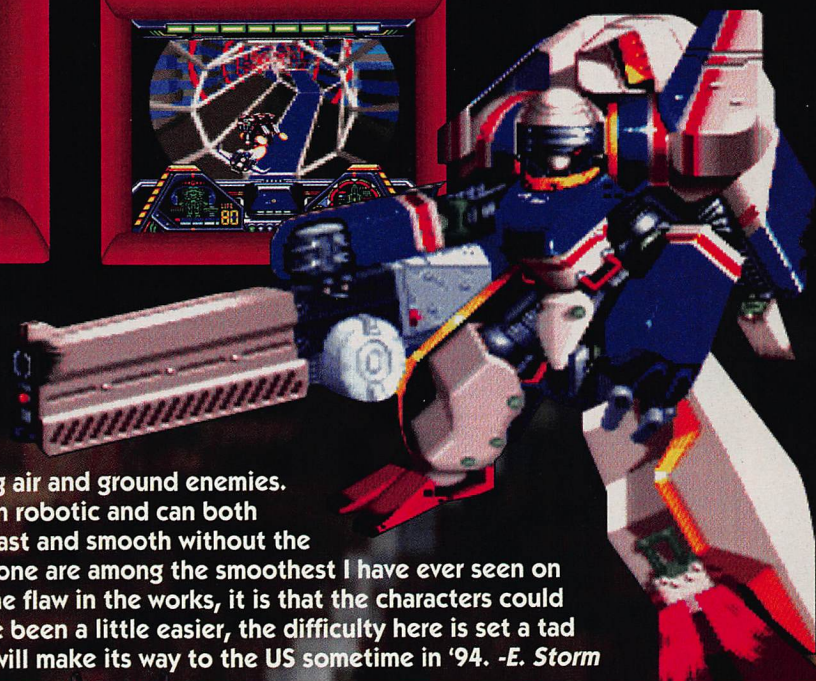 LIFE
80
g air and ground enemies.
n robotic and can both
ast and smooth without the
one are among the smoothest I have ever seen on
ne flaw in the works, it is that the characters could
e been a little easier, the difficulty here is set a tad
will make its way to the US sometime in '94. -E. Storm